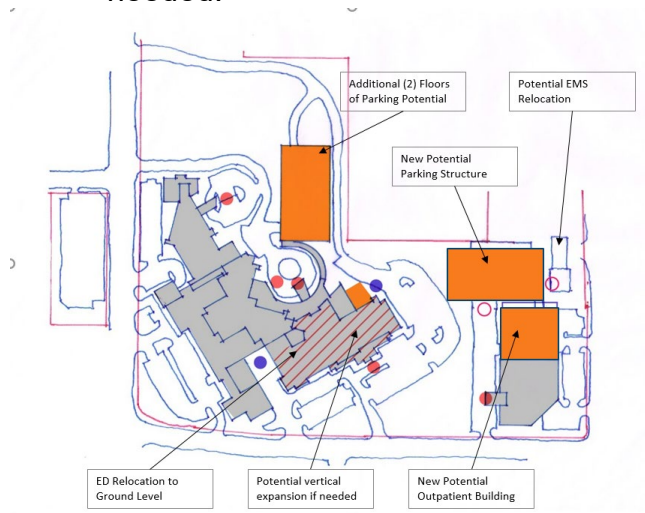 needed.
Additional (2) Floors
of Parking Potential
Potential EMS
Relocation
New Potential
Parking Structure
ED Relocation to
Ground Level
Potential vertical
expansion if needed
New Potential
Outpatient Building